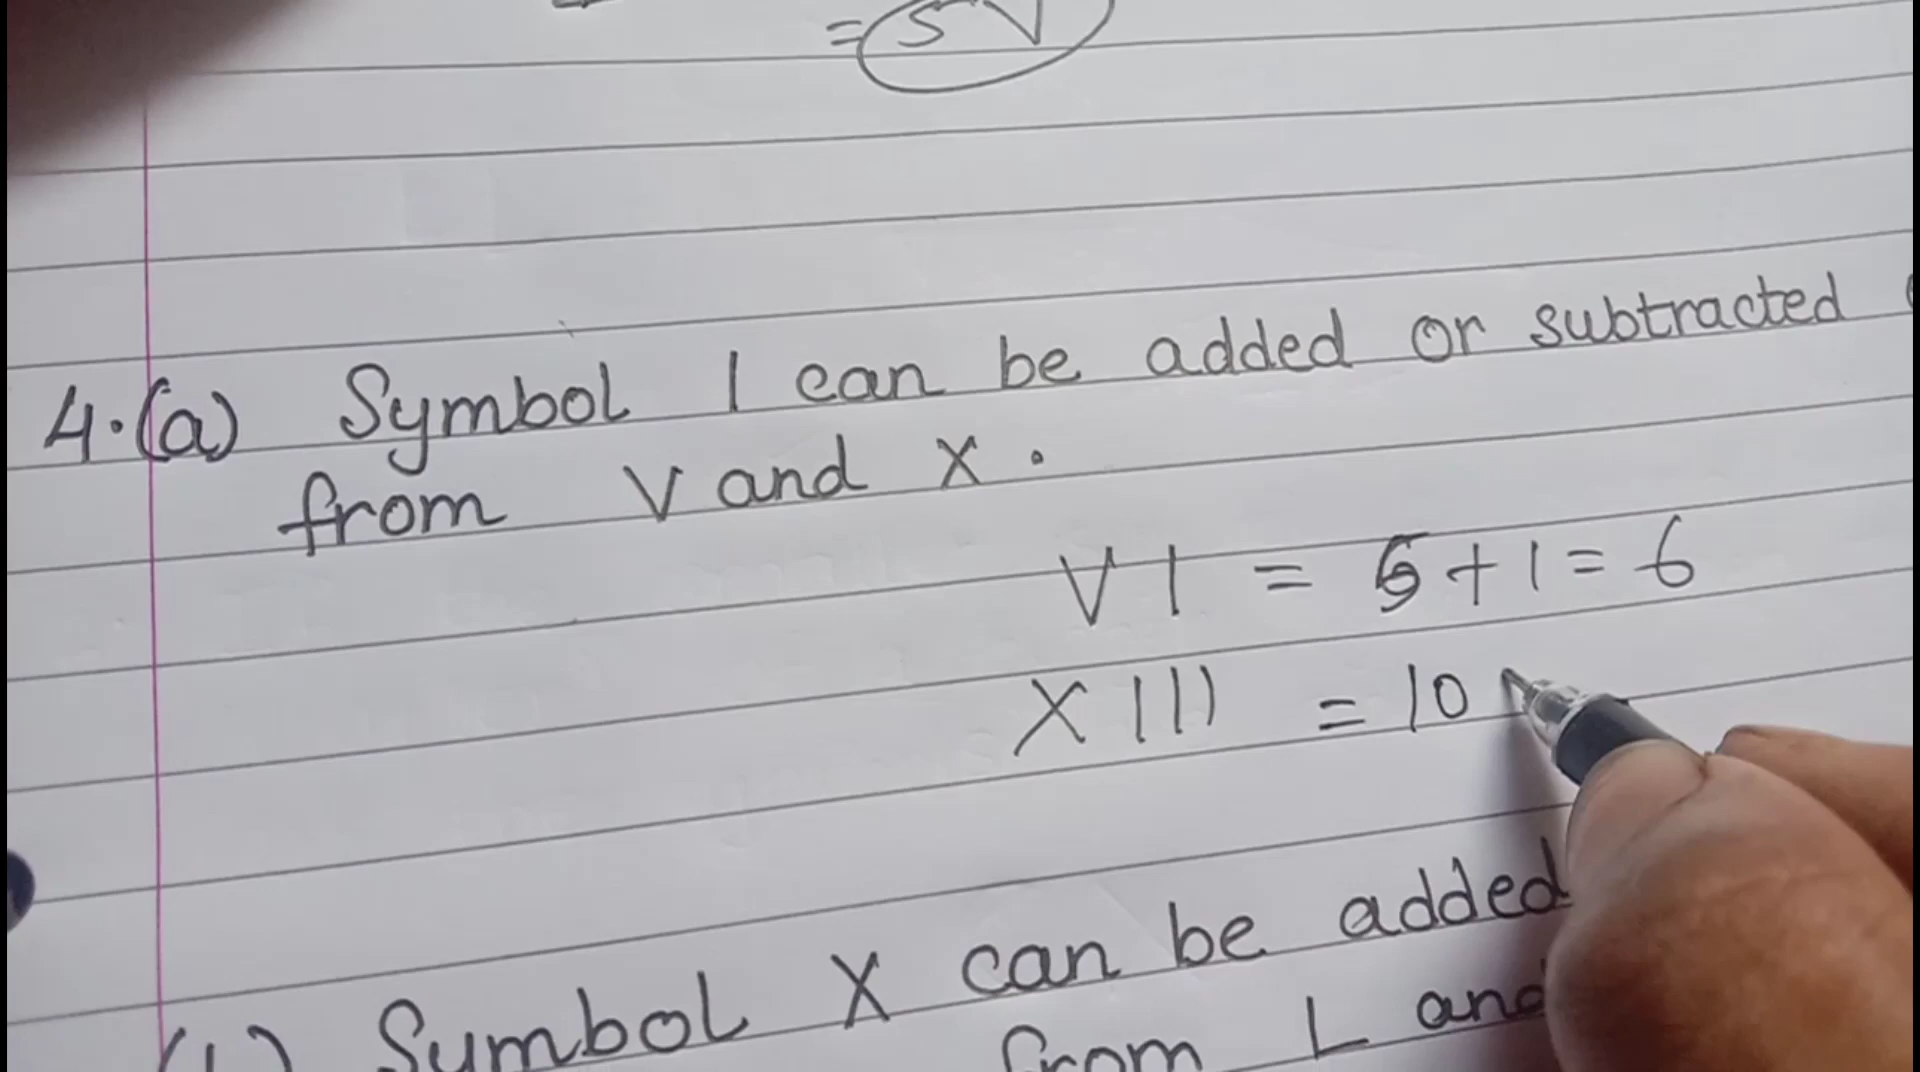 = 5 V
4.(a) Symbol I can be added or subtracted
from V and X.
VI = 5+1=6
XIII = 10
Symbol X can be added
from L and